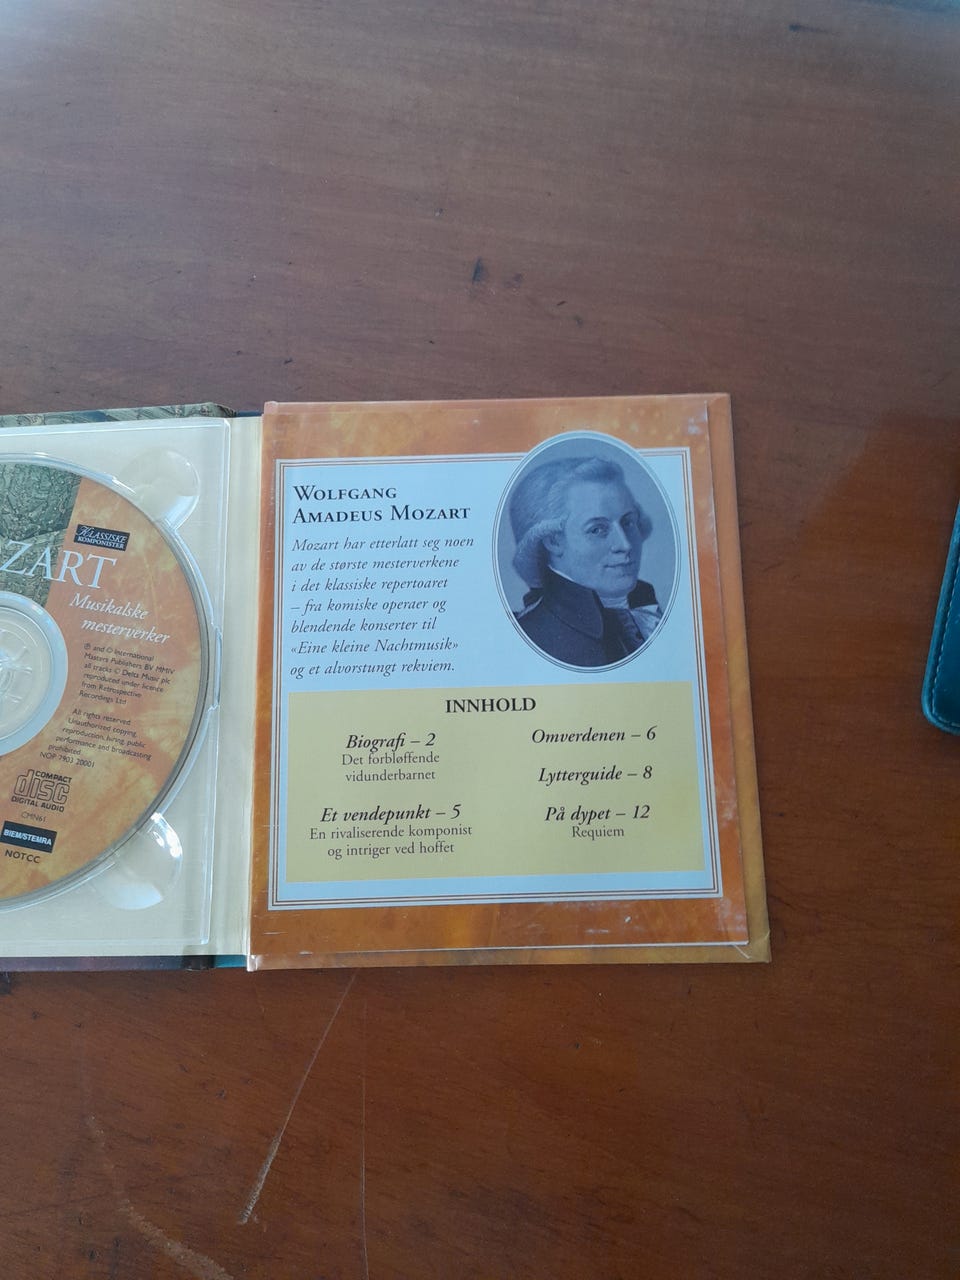 KLASSISKE
KOMPONISTER
ZART
Musikalske
mesterverker
℗ and © International
Masters Publishers BV MMIV
all tracks © Delta Music plc
reproduced under licence
from Retrospective
Recordings Ltd
All rights reserved
Unauthorized copying,
reproduction, hiring, public
performance and broadcasting
prohibited
NOP 7903 20001
COMPACT
disc
DIGITAL AUDIO
CMN61
BIEM/STEMRA
NOTCC
WOLFGANG
AMADEUS MOZART
Mozart har etterlatt seg noen
av de største mesterverkene
i det klassiske repertoaret
– fra komiske operaer og
blendende konserter til
«Eine kleine Nachtmusik»
og et alvorstungt rekviem.
INNHOLD
Biografi – 2
Det forbløffende
vidunderbarnet
Et vendepunkt – 5
En rivaliserende komponist
og intriger ved hoffet
Omverdenen – 6
Lytterguide – 8
På dypet – 12
Requiem